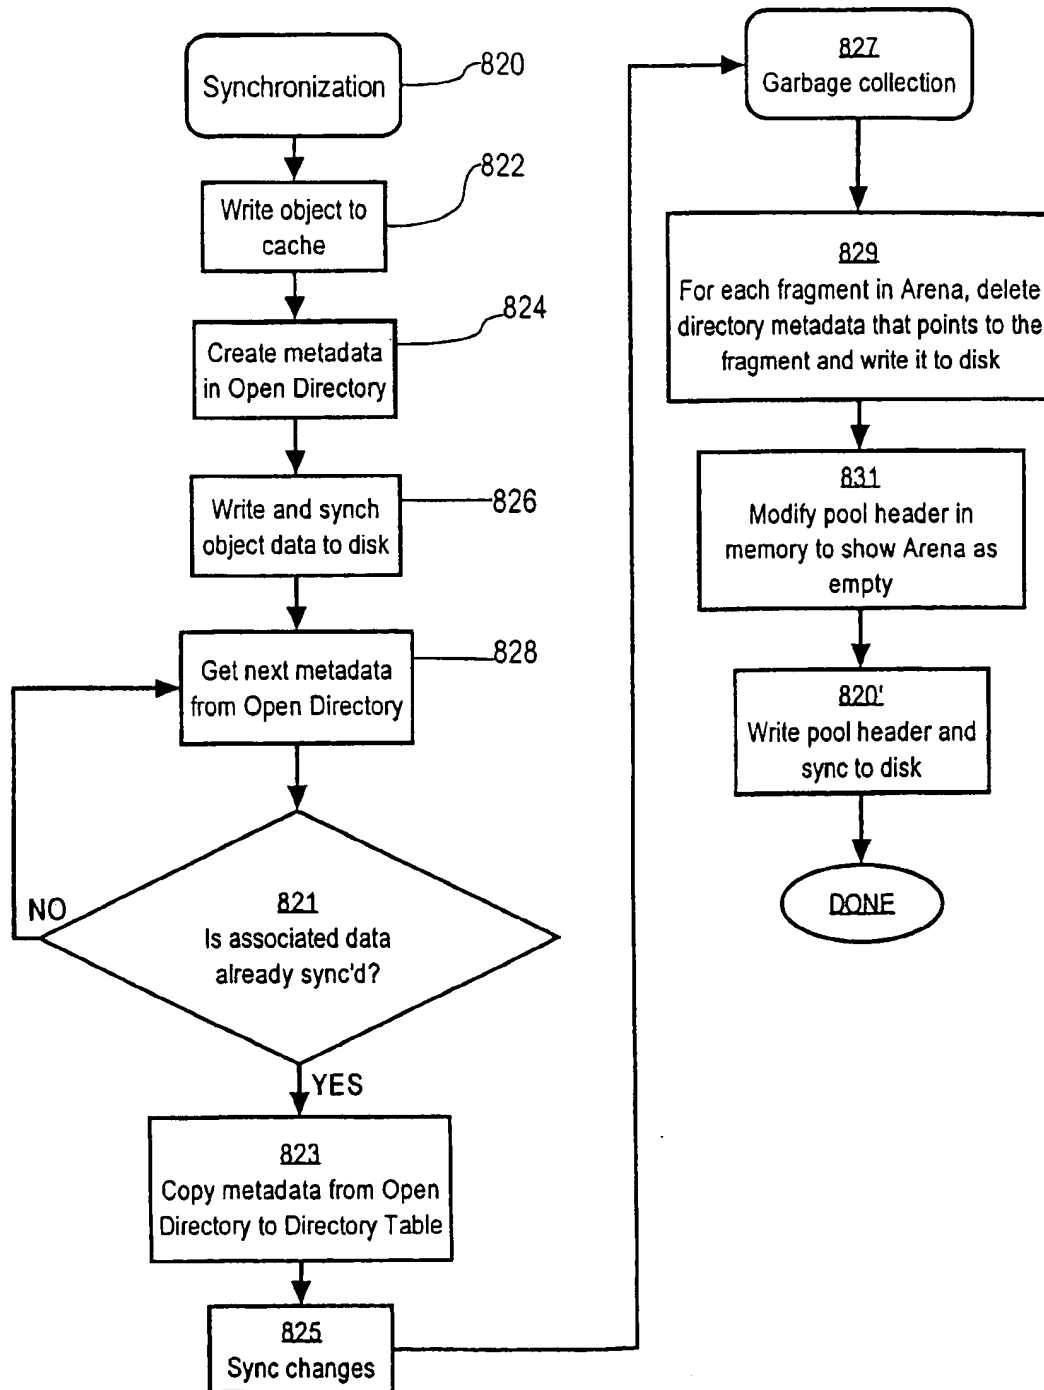 Synchronization
820
Write object to
cache
822
Create metadata
in Open Directory
824
Write and synch
object data to disk
826
Get next metadata
from Open Directory
828
821
Is associated data
already sync'd?
NO
YES
823
Copy metadata from Open
Directory to Directory Table
825
Sync changes
827
Garbage collection
829
For each fragment in Arena, delete
directory metadata that points to the
fragment and write it to disk
831
Modify pool header in
memory to show Arena as
empty
820'
Write pool header and
sync to disk
DONE